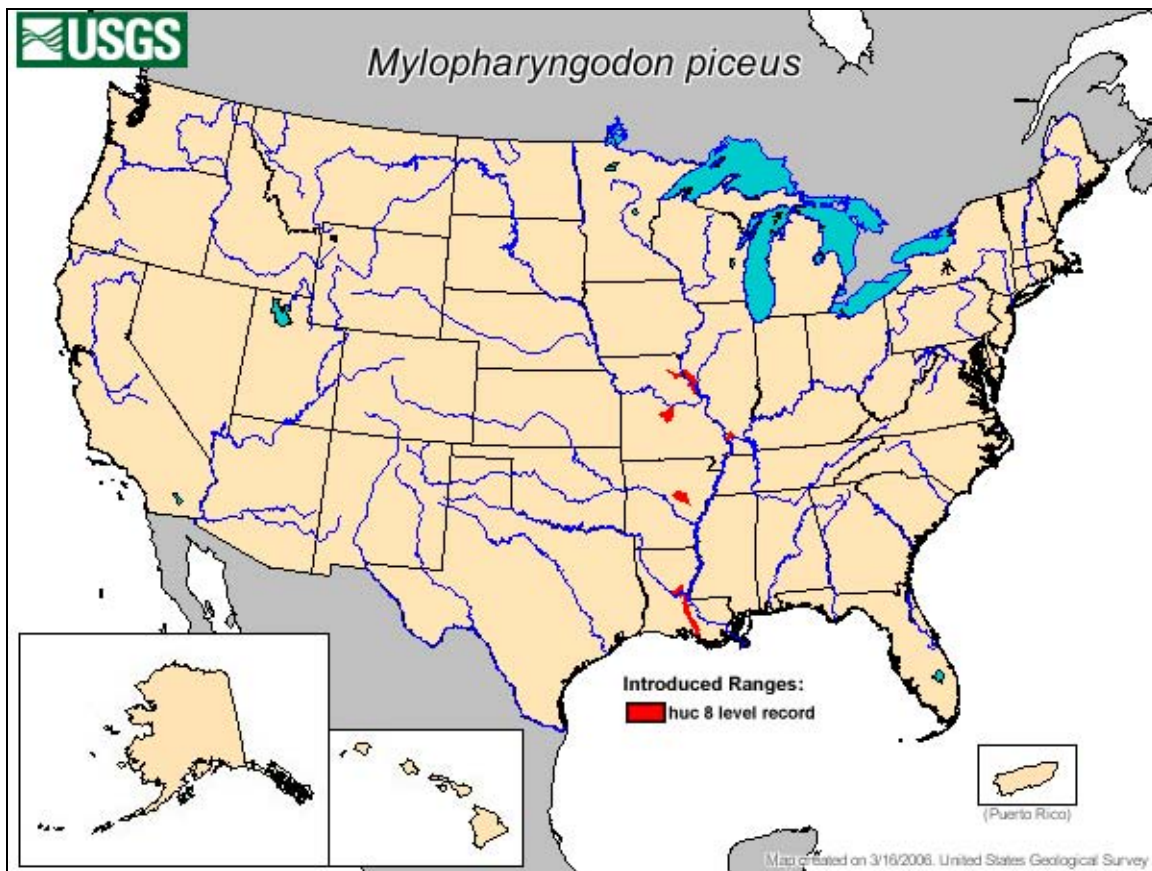 USGS
Mylopharyngodon piceus
Introduced Ranges:
huc 8 level record
(Puerto Rico)
Map created on 3/16/2006. United States Geological Survey